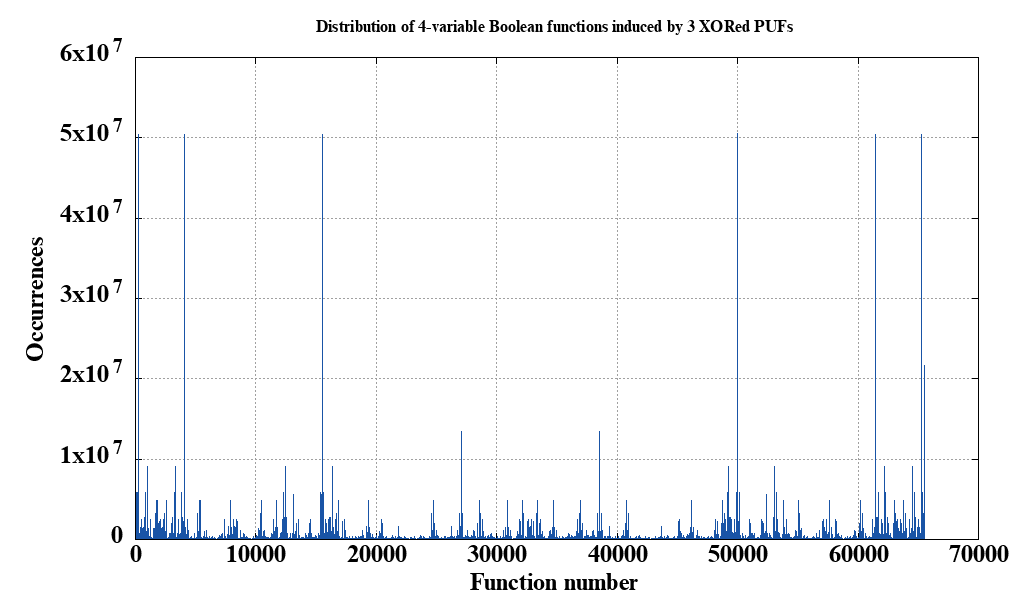 Distribution of 4-variable Boolean functions induced by 3 XORed PUFs
6x10^7
5x10^7
4x10^7
3x10^7
2x10^7
1x10^7
0
Occurrences
0 10000 20000 30000 40000 50000 60000 70000
Function number